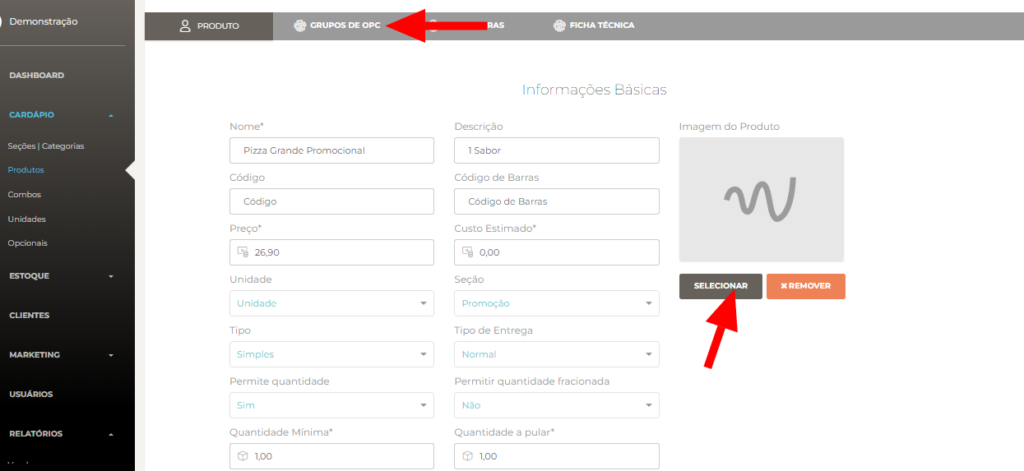 Demonstração
PRODUTO
GRUPOS DE OPC
RAS
FICHA TÉCNICA
DASHBOARD
CARDÁPIO
Seções | Categorias
Produtos
Combos
Unidades
Opcionais
ESTOQUE
CLIENTES
MARKETING
USUÁRIOS
RELATÓRIOS
Informações Básicas
Nome*
Descrição
Imagem do Produto
Pizza Grande Promocional
1 Sabor
Código
Código de Barras
Código
Código de Barras
Preço*
Custo Estimado*
26,90
0,00
Unidade
Seção
SELECIONAR
REMOVER
Unidade
Promoção
Tipo
Tipo de Entrega
Simples
Normal
Permite quantidade
Permitir quantidade fracionada
Sim
Não
Quantidade Mínima*
Quantidade a pular*
1,00
1,00